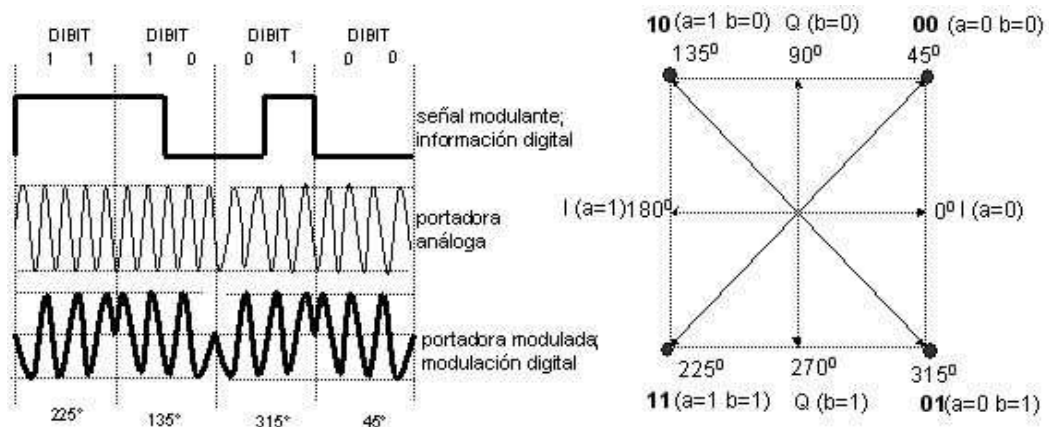 DIBIT DIBIT DIBIT DIBIT
1 1 1 0 0 1 0 0
señal modulante;
información digital
portadora
análoga
portadora modulada;
modulación digital
225° 135° 315° 45°
10 (a=1 b=0) Q (b=0) 00 (a=0 b=0)
135º 90º 45º
I (a=1) 180º 0º I (a=0)
225º 270º 315º
11 (a=1 b=1) Q (b=1) 01 (a=0 b=1)